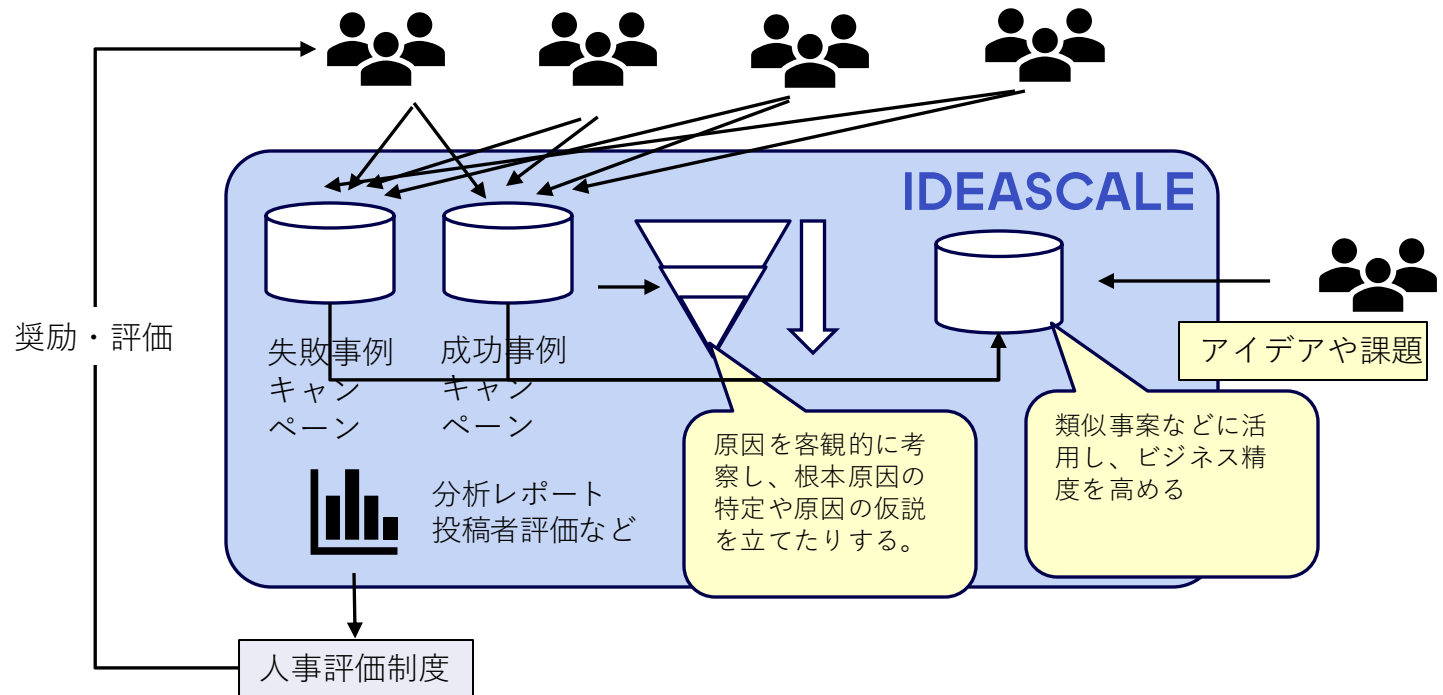 IDEASCALE
奨励・評価
失敗事例
キャン
ペーン
成功事例
キャン
ペーン
アイデアや課題
原因を客観的に考
察し、根本原因の
特定や原因の仮説
を立てたりする。
類似事案などに活
用し、ビジネス精
度を高める
分析レポート
投稿者評価など
人事評価制度